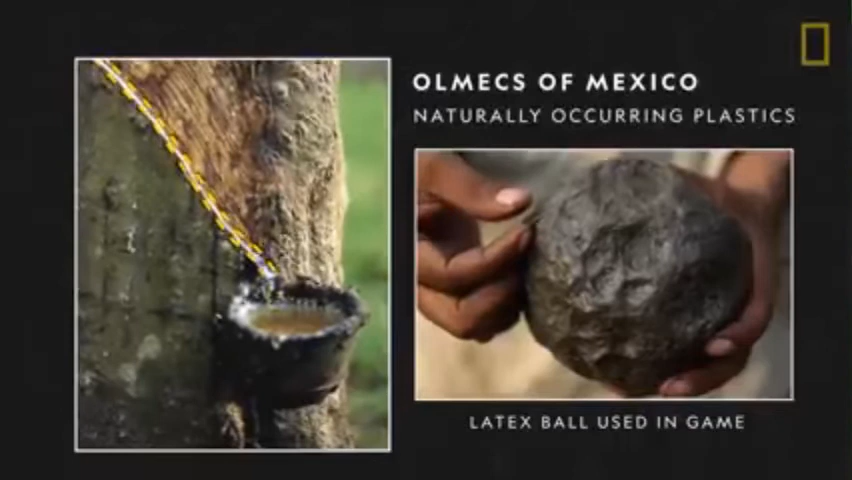 OLMECS OF MEXICO
NATURALLY OCCURRING PLASTICS
LATEX BALL USED IN GAME